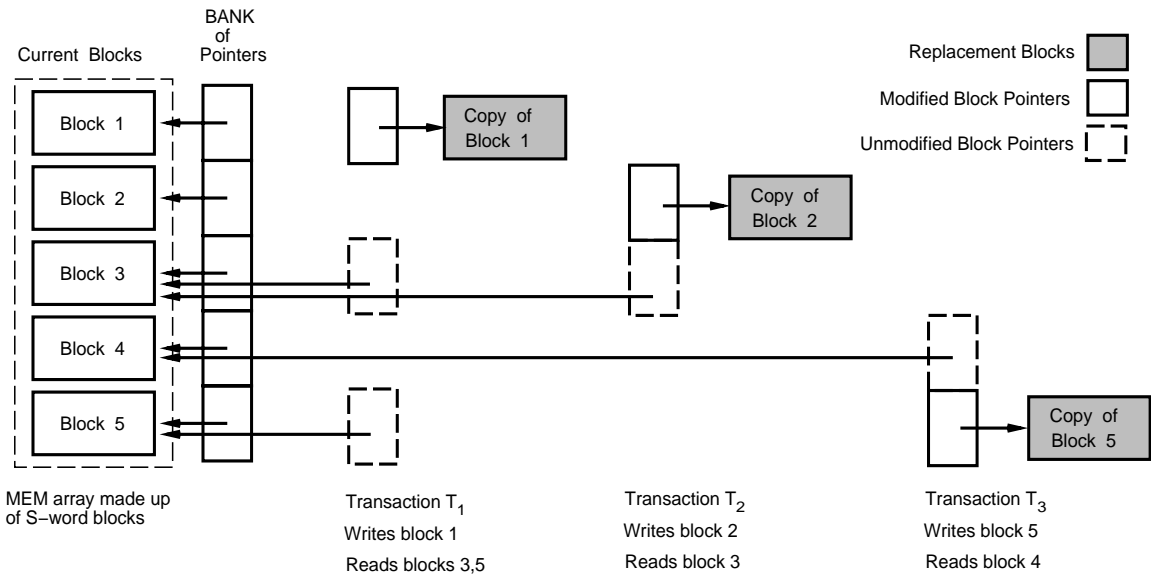 BANK
of
Pointers
Current Blocks
Replacement Blocks
Modified Block Pointers
Unmodified Block Pointers
Block 1
Copy of
Block 1
Block 2
Copy of
Block 2
Block 3
Block 4
Block 5
Copy of
Block 5
MEM array made up
of S−word blocks
Transaction T1
Writes block 1
Reads blocks 3,5
Transaction T2
Writes block 2
Reads block 3
Transaction T3
Writes block 5
Reads block 4